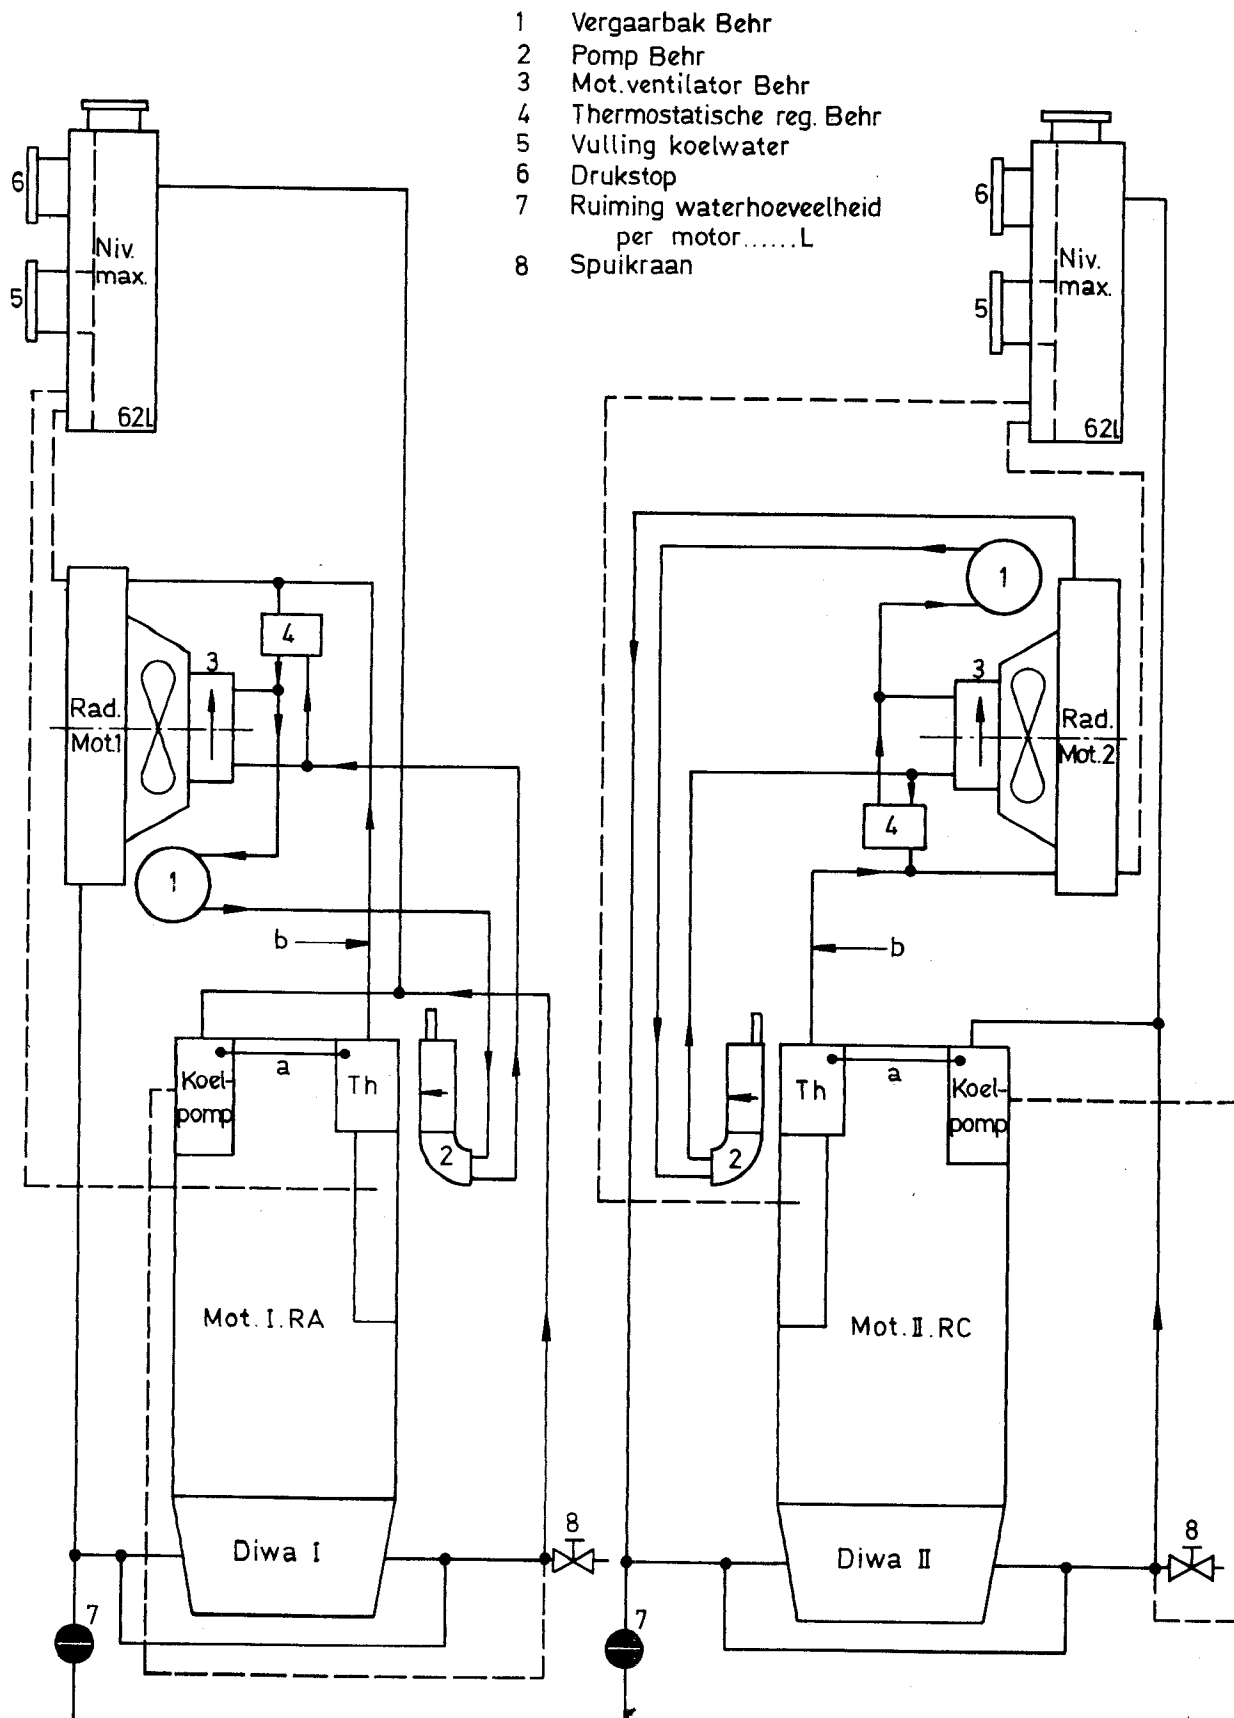 1 Vergaarbak Behr
2 Pomp Behr
3 Mot.ventilator Behr
4 Thermostatische reg. Behr
5 Vulling koelwater
6 Drukstop
7 Ruiming waterhoeveelheid
per motor......L
8 Spuikraan
6
Niv.
max.
5
62L
4
3
Rad.
Mot.1
1
b
Koel-
pomp
a
Th
2
Mot. I.RA
Diwa I
8
7
6
Niv.
max.
5
62L
1
3
Rad.
Mot.2
4
b
Th
a
Koel-
pomp
2
Mot. II.RC
Diwa II
8
7